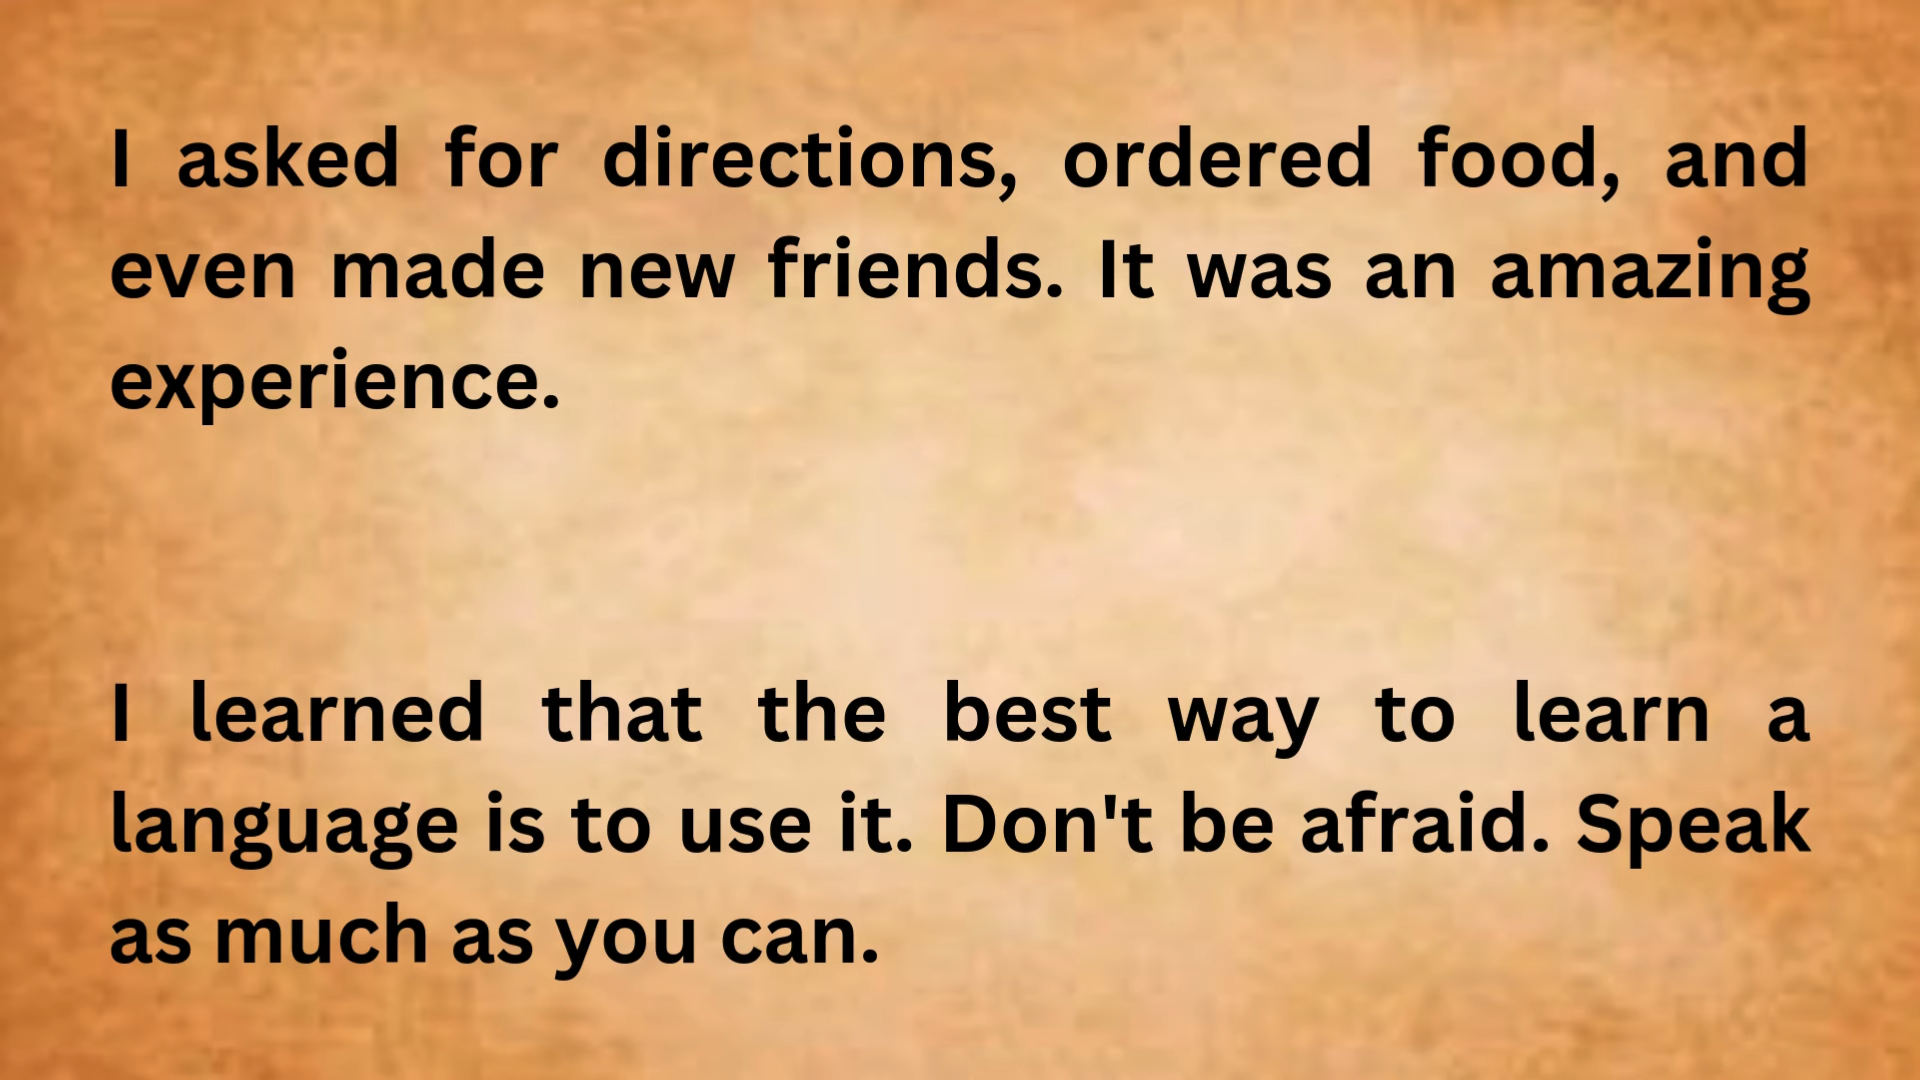 I asked for directions, ordered food, and
even made new friends. It was an amazing
experience.
I learned that the best way to learn a
language is to use it. Don't be afraid. Speak
as much as you can.